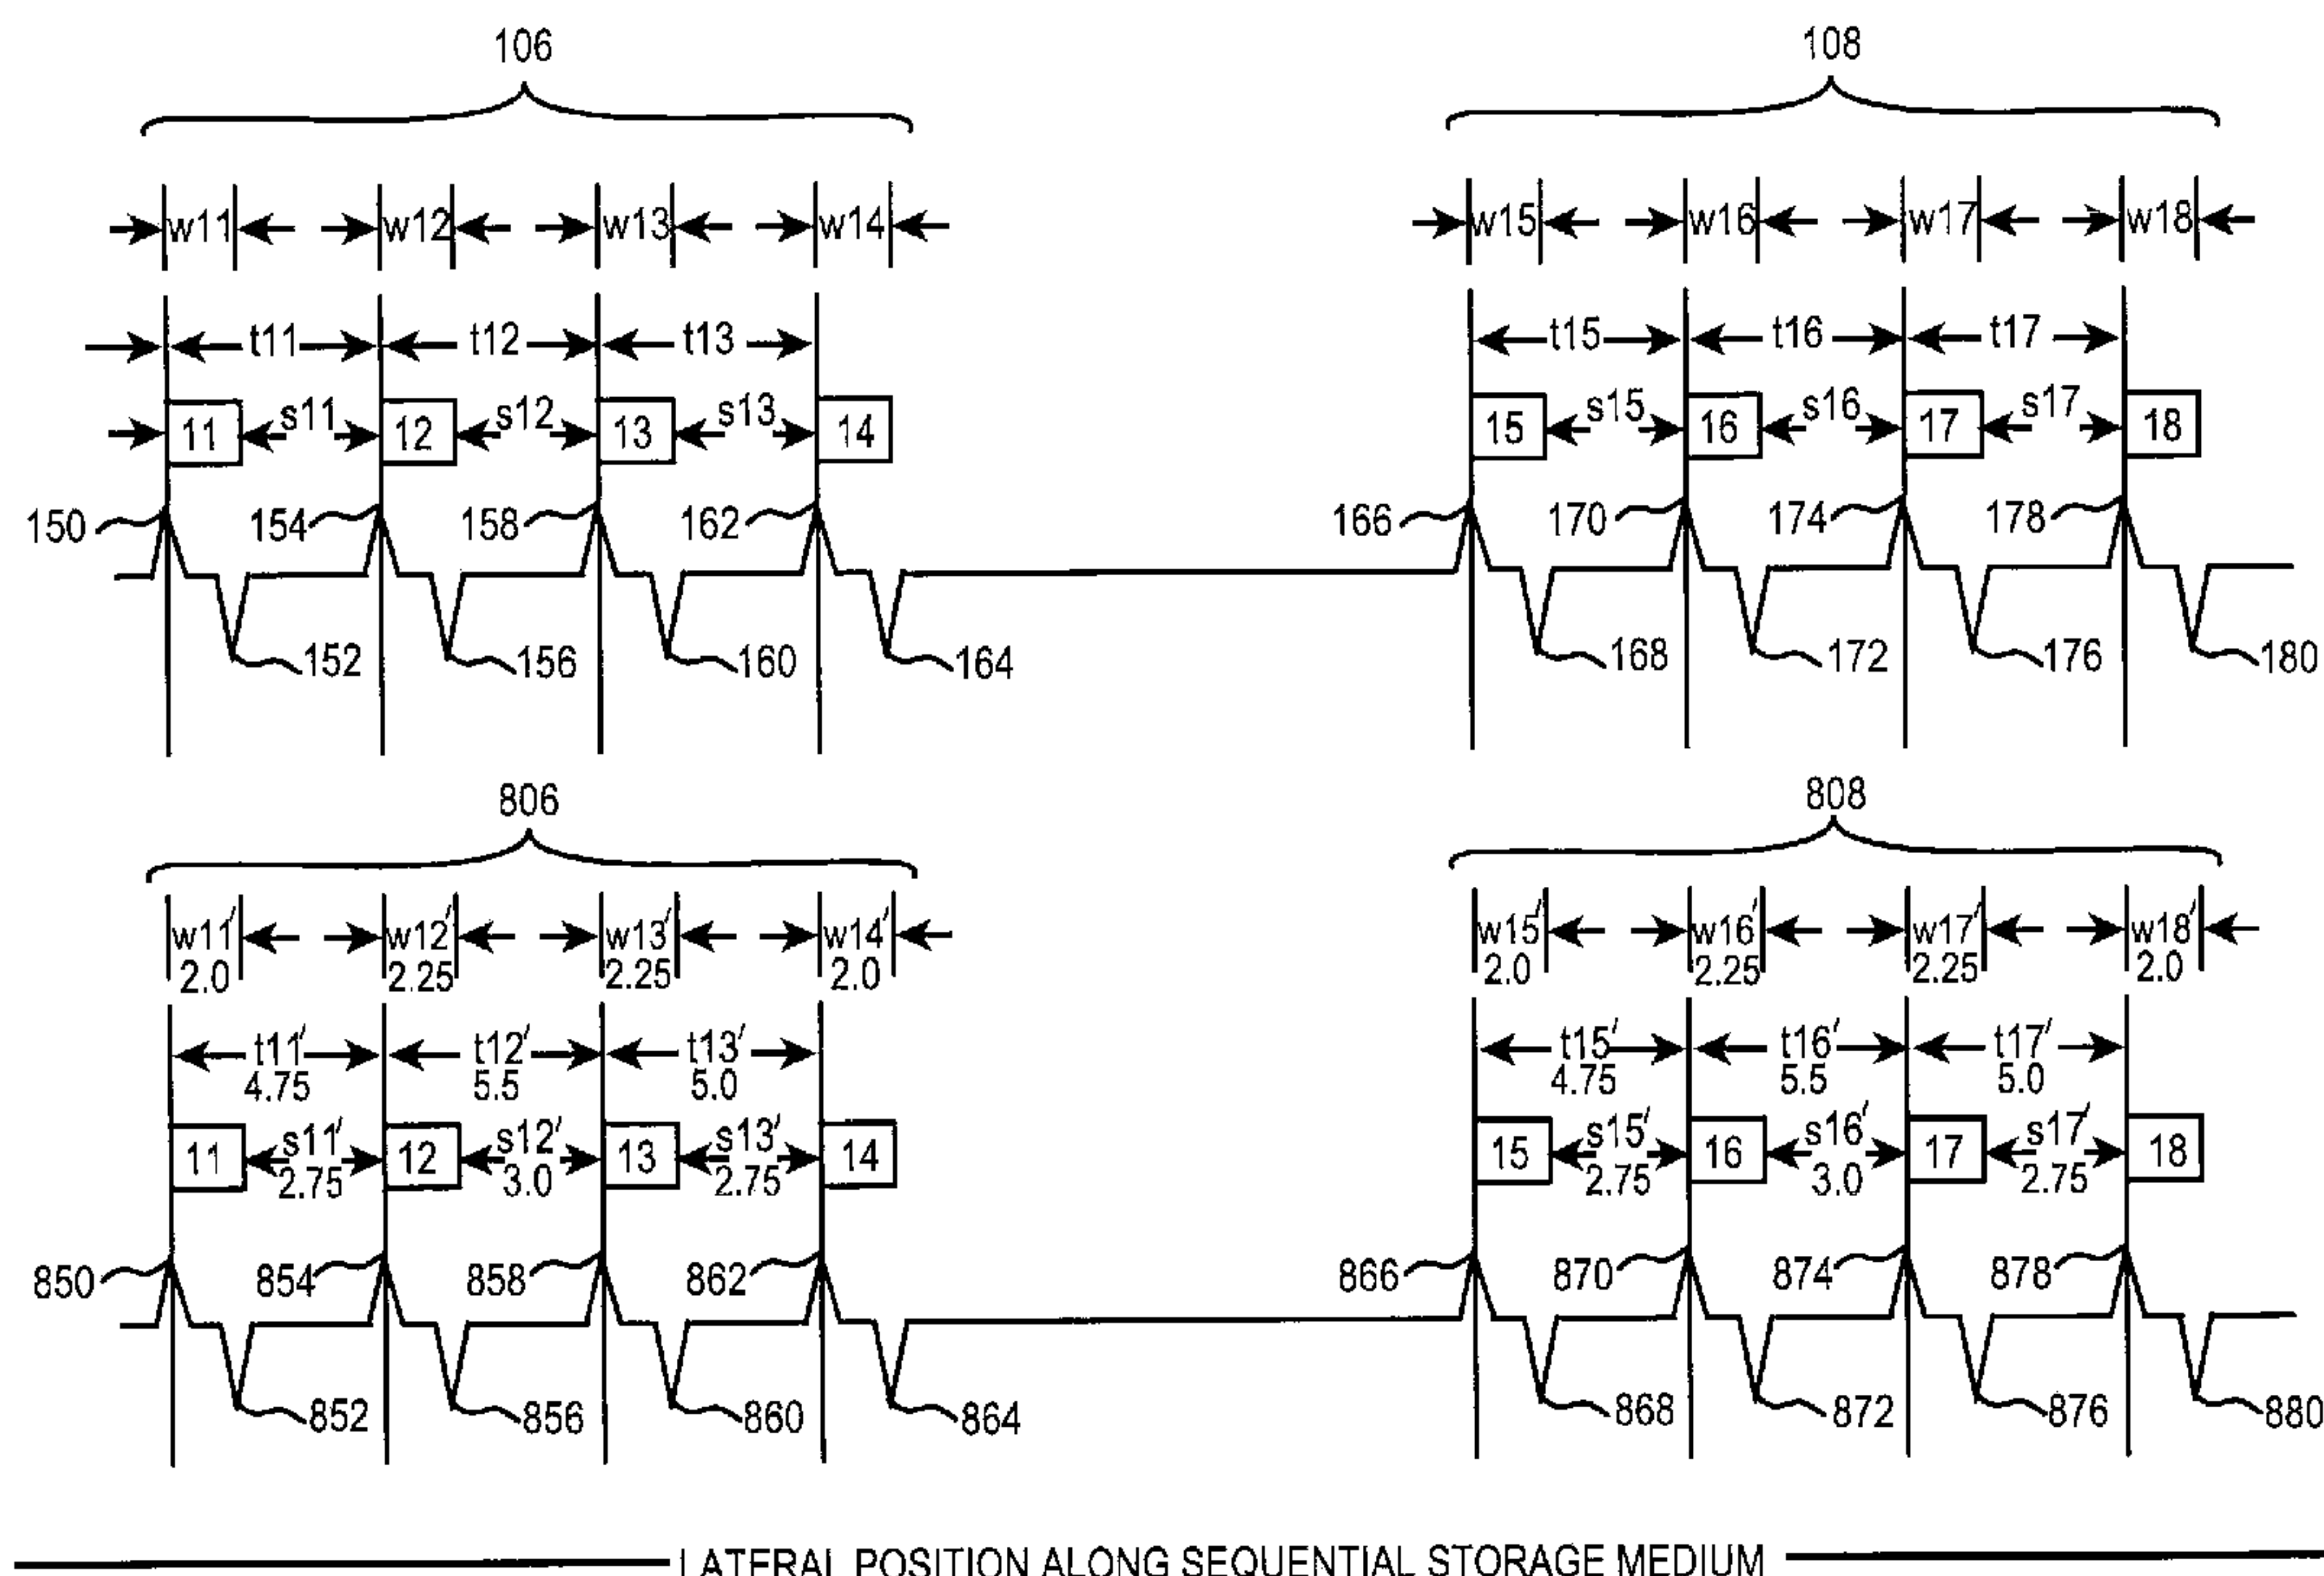 106 108
w11 w12 w13 w14 w15 w16 w17 w18
t11 t12 t13 t15 t16 t17
11 s11 12 s12 13 s13 14 15 s15 16 s16 17 s17 18
150 154 158 162 166 170 174 178
152 156 160 164 168 172 176 180
806 808
w11′ w12′ w13′ w14′ w15′ w16′ w17′ w18′
2.0 2.25 2.25 2.0 2.0 2.25 2.25 2.0
t11′ t12′ t13′ t15′ t16′ t17′
4.75 5.5 5.0 4.75 5.5 5.0
11 s11′ 12 s12′ 13 s13′ 14 15 s15′ 16 s16′ 17 s17′ 18
2.75 3.0 2.75 2.75 3.0 2.75
850 854 858 862 866 870 874 878
852 856 860 864 868 872 876 880
LATERAL POSITION ALONG SEQUENTIAL STORAGE MEDIUM